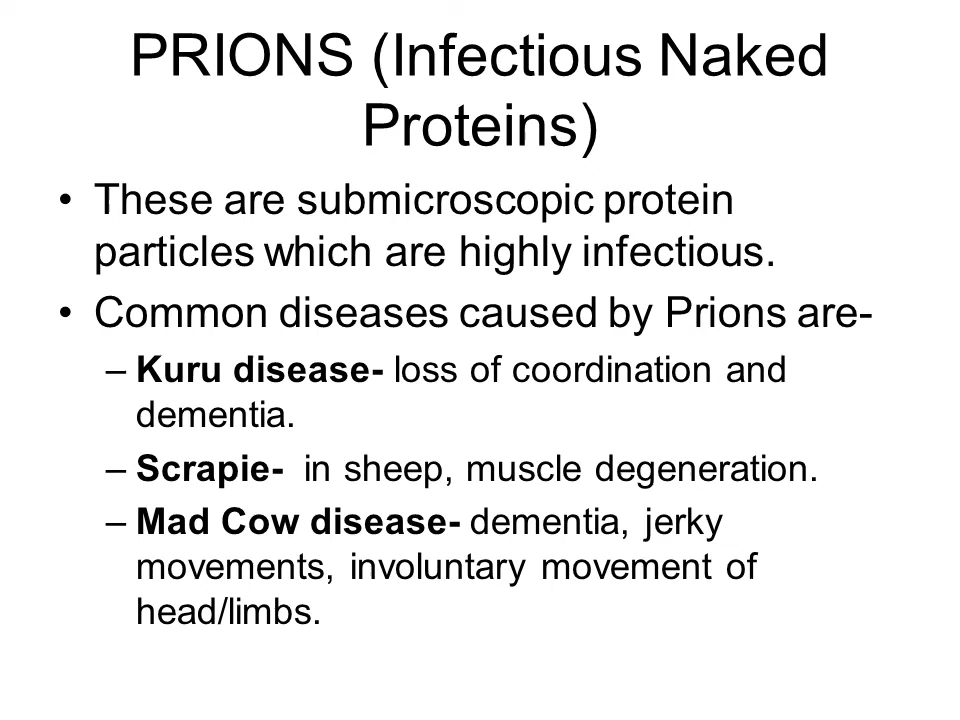 PRIONS (Infectious Naked
Proteins)
• These are submicroscopic protein
particles which are highly infectious.
• Common diseases caused by Prions are-
– Kuru disease- loss of coordination and
dementia.
– Scrapie-  in sheep, muscle degeneration.
– Mad Cow disease- dementia, jerky
movements, involuntary movement of
head/limbs.